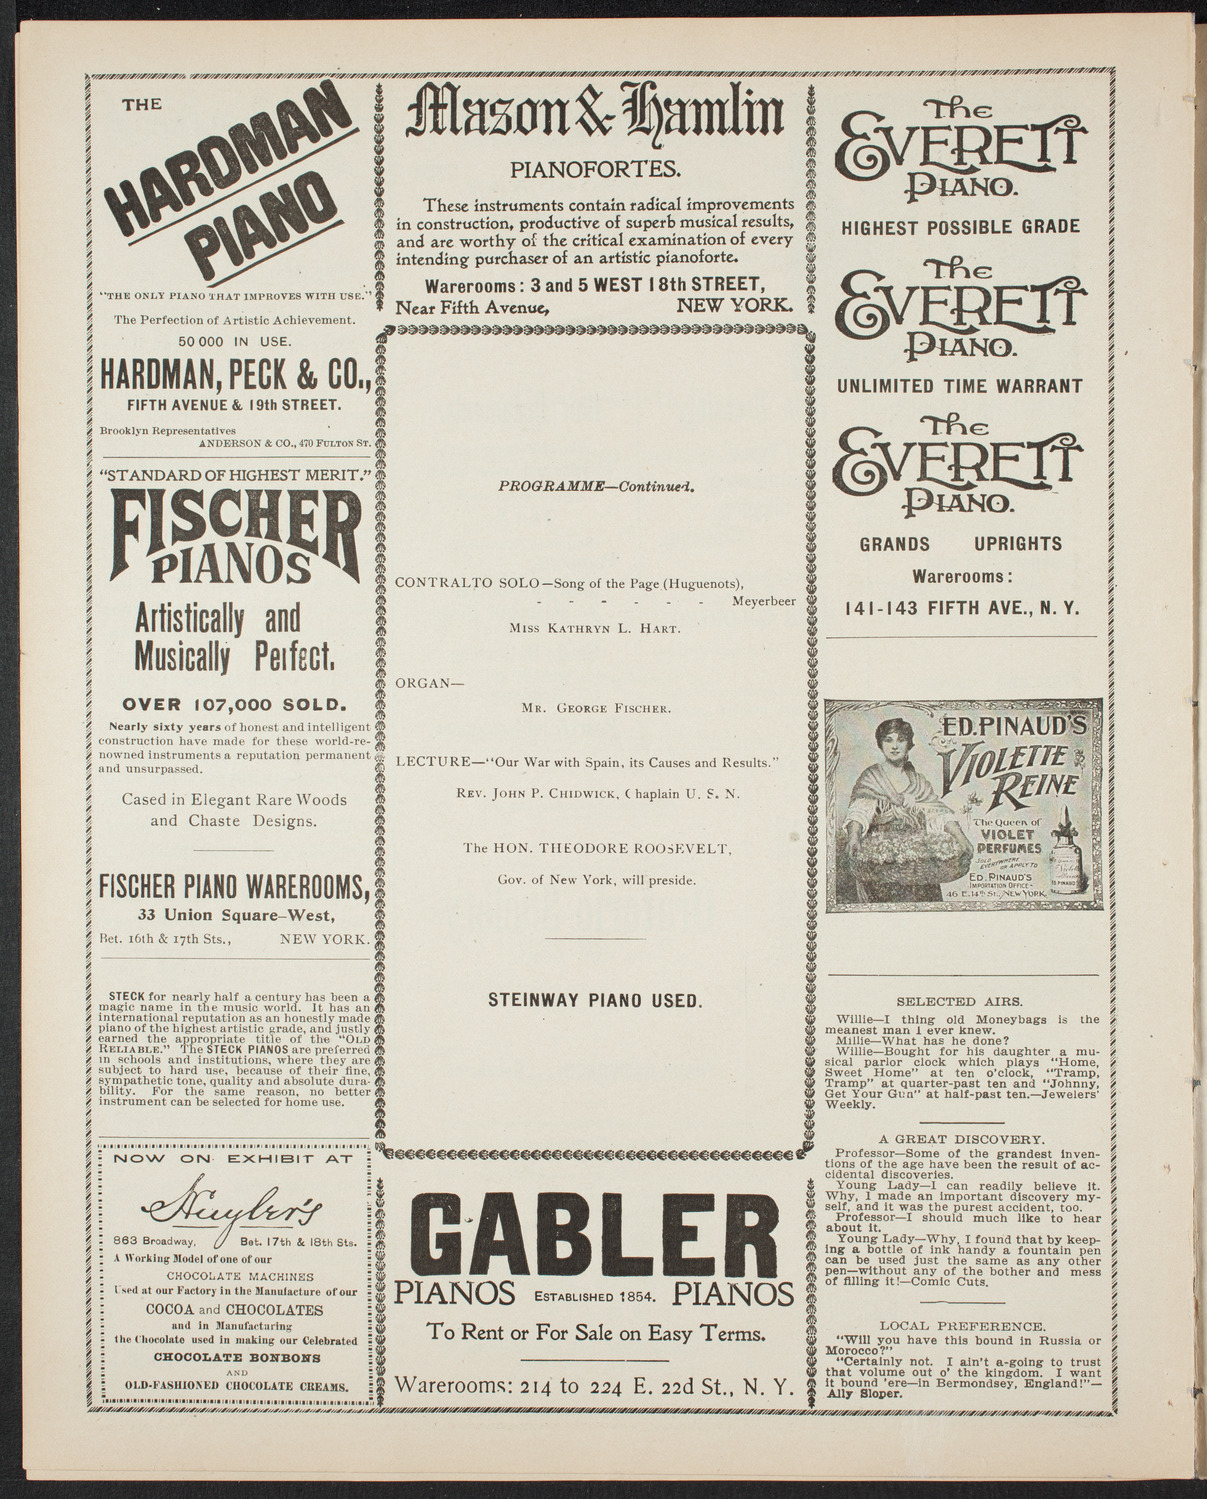 THE
HARDMAN
PIANO
"THE ONLY PIANO THAT IMPROVES WITH USE."
The Perfection of Artistic Achievement.
50 000 IN USE.
HARDMAN, PECK & CO.,
FIFTH AVENUE & 19th STREET.
Brooklyn Representatives
ANDERSON & CO., 470 FULTON ST.
"STANDARD OF HIGHEST MERIT."
FISCHER
PIANOS
Artistically and
Musically Perfect.
OVER 107,000 SOLD.
Nearly sixty years of honest and intelligent
construction have made for these world-re-
nowned instruments a reputation permanent
and unsurpassed.
Cased in Elegant Rare Woods
and Chaste Designs.
FISCHER PIANO WAREROOMS,
33 Union Square—West,
Bet. 16th & 17th Sts., NEW YORK.
STECK for nearly half a century has been a
magic name in the music world. It has an
international reputation as an honestly made
piano of the highest artistic grade, and justly
earned the appropriate title of the "OLD
RELIABLE." The STECK PIANOS are preferred
in schools and institutions, where they are
subject to hard use, because of their fine,
sympathetic tone, quality and absolute dura-
bility. For the same reason, no better
instrument can be selected for home use.
NOW ON EXHIBIT AT
Huyler's
863 Broadway, Bet. 17th & 18th Sts.
A Working Model of one of our
CHOCOLATE MACHINES
Used at our Factory in the Manufacture of our
COCOA and CHOCOLATES
and in Manufacturing
the Chocolate used in making our Celebrated
CHOCOLATE BONBONS
AND
OLD-FASHIONED CHOCOLATE CREAMS.
Mason & Hamlin
PIANOFORTES.
These instruments contain radical improvements
in construction, productive of superb musical results,
and are worthy of the critical examination of every
intending purchaser of an artistic pianoforte.
Warerooms: 3 and 5 WEST 18th STREET,
Near Fifth Avenue, NEW YORK.
PROGRAMME—Continued.
CONTRALTO SOLO—Song of the Page (Huguenots),
- - - - - - Meyerbeer
MISS KATHRYN L. HART.
ORGAN—
MR. GEORGE FISCHER.
LECTURE—"Our War with Spain, its Causes and Results."
REV. JOHN P. CHIDWICK, Chaplain U. S. N.
The HON. THEODORE ROOSEVELT,
Gov. of New York, will preside.
STEINWAY PIANO USED.
GABLER
PIANOS ESTABLISHED 1854. PIANOS
To Rent or For Sale on Easy Terms.
Warerooms: 214 to 224 E. 22d St., N. Y.
The
EVERETT
PIANO.
HIGHEST POSSIBLE GRADE
The
EVERETT
PIANO.
UNLIMITED TIME WARRANT
The
EVERETT
PIANO.
GRANDS UPRIGHTS
Warerooms:
141-143 FIFTH AVE., N. Y.
ED. PINAUD'S
VIOLETTE
REINE
The Queen of
VIOLET
PERFUMES
SOLD
EVERYWHERE
OR APPLY TO
ED. PINAUD'S
IMPORTATION OFFICE-
46 E. 14th St., NEW YORK.
SELECTED AIRS.
Willie—I thing old Moneybags is the
meanest man I ever knew.
Millie—What has he done?
Willie—Bought for his daughter a mu-
sical parlor clock which plays "Home,
Sweet Home" at ten o'clock, "Tramp,
Tramp" at quarter-past ten and "Johnny,
Get Your Gun" at half-past ten.—Jewelers'
Weekly.
A GREAT DISCOVERY.
Professor—Some of the grandest inven-
tions of the age have been the result of ac-
cidental discoveries.
Young Lady—I can readily believe it.
Why, I made an important discovery my-
self, and it was the purest accident, too.
Professor—I should much like to hear
about it.
Young Lady—Why, I found that by keep-
ing a bottle of ink handy a fountain pen
can be used just the same as any other
pen—without any of the bother and mess
of filling it!—Comic Cuts.
LOCAL PREFERENCE.
"Will you have this bound in Russia or
Morocco?"
"Certainly not. I ain't a-going to trust
that volume out o' the kingdom. I want
it bound 'ere—in Bermondsey, England!"—
Ally Sloper.